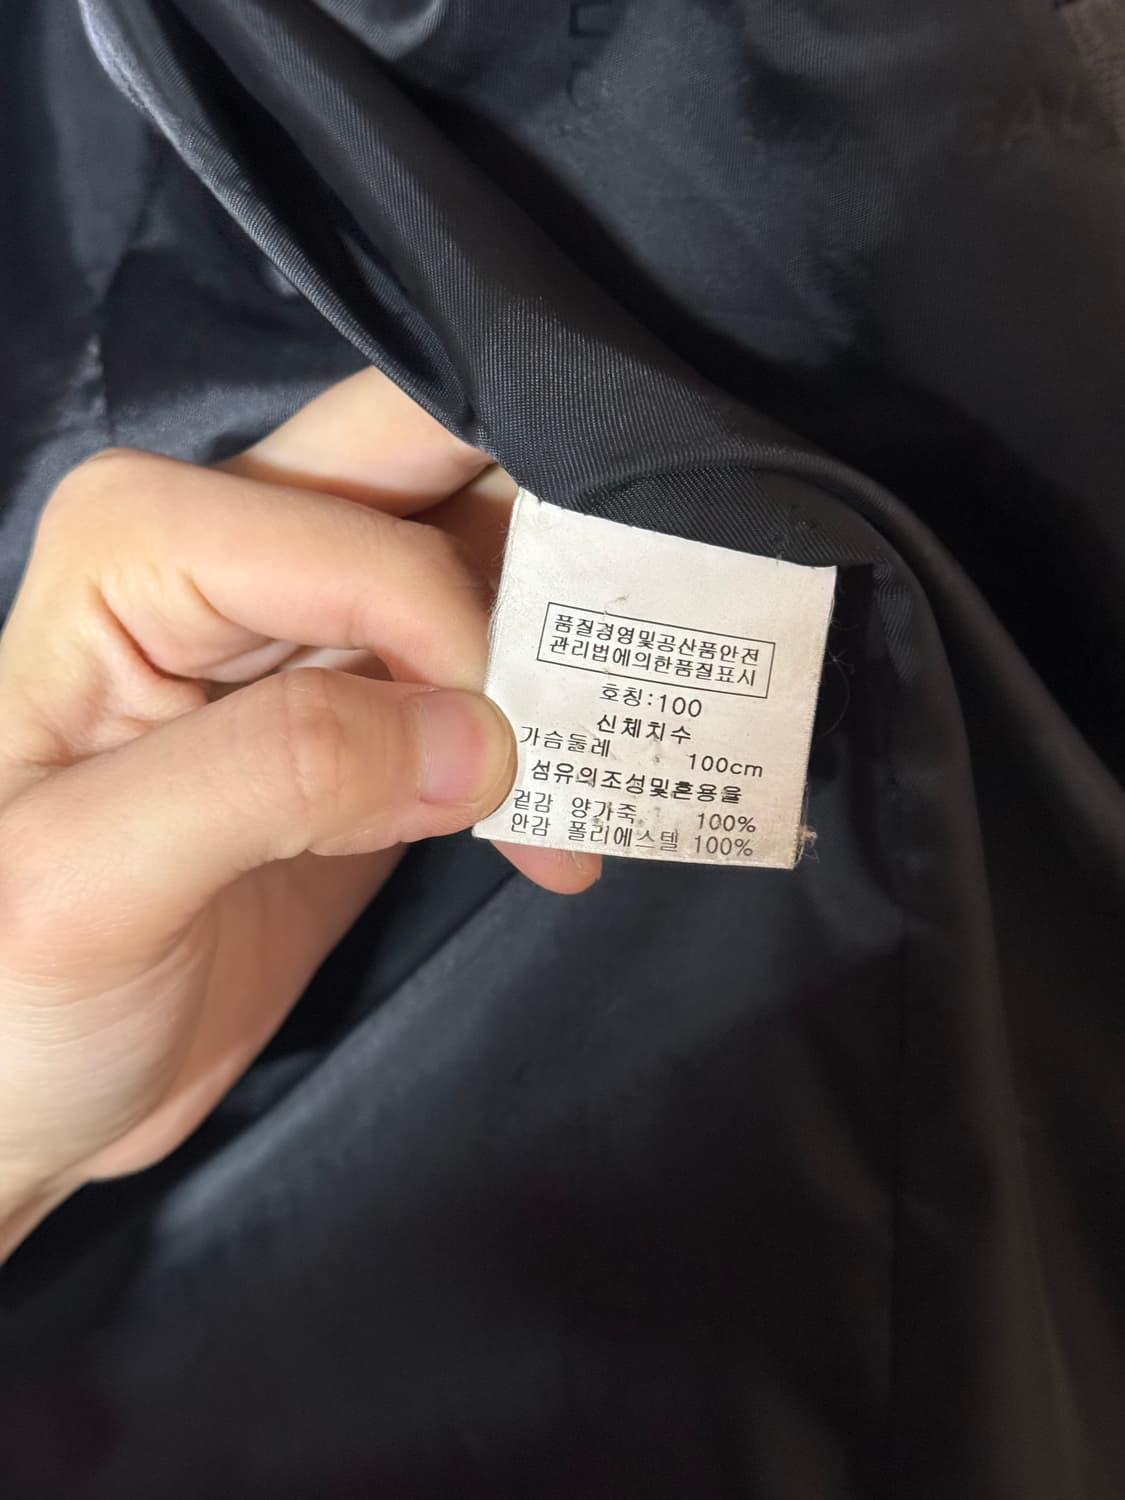 품질경영및공산품안전
관리법에의한품질표시
호칭:100
신체치수
가슴둘레 100cm
섬유의조성및혼용율
겉감 양가죽 100%
안감 폴리에스텔 100%